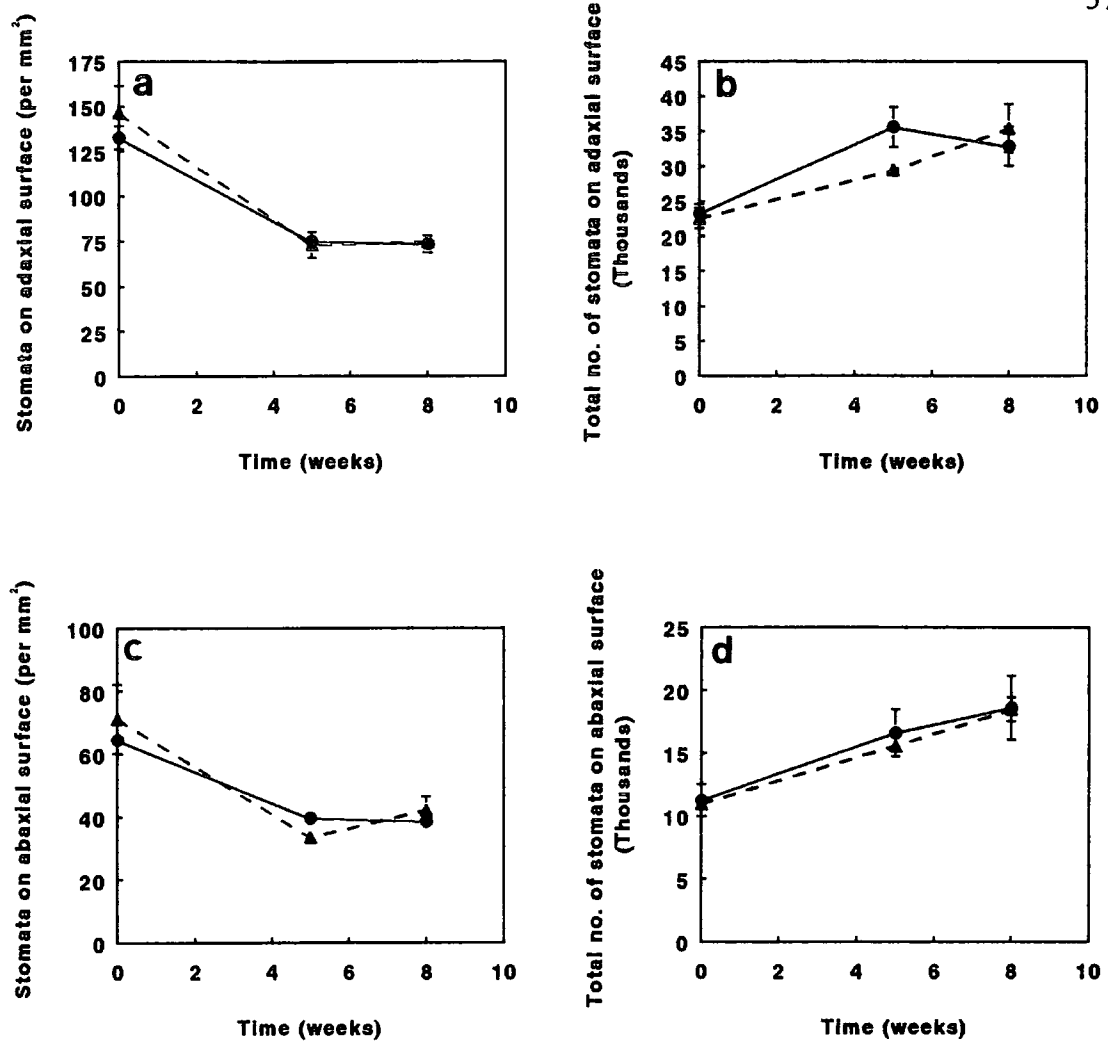 Stomata on adaxial surface (per mm²)
a
175
150
125
100
75
50
25
0
0 2 4 6 8 10
Time (weeks)
Total no. of stomata on adaxial surface
(Thousands)
b
45
40
35
30
25
20
15
10
5
0
0 2 4 6 8 10
Time (weeks)
Stomata on abaxial surface (per mm²)
c
100
80
60
40
20
0
0 2 4 6 8 10
Time (weeks)
Total no. of stomata on abaxial surface
(Thousands)
d
25
20
15
10
5
0
0 2 4 6 8 10
Time (weeks)